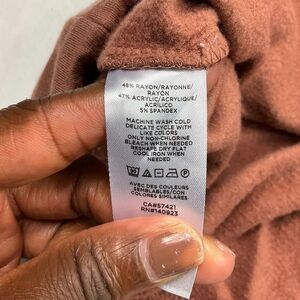 48% RAYON/RAYONNE/
RAYÓN
47% ACRYLIC/ACRYLIQUE/
ACRÍLICO
5% SPANDEX
MACHINE WASH COLD
DELICATE CYCLE WITH
LIKE COLORS
ONLY NON-CHLORINE
BLEACH WHEN NEEDED
RESHAPE DRY FLAT
COOL IRON WHEN
NEEDED
AVEC DES COULEURS
SEMBLABLES/CON
COLORES SIMILARES
CA#57421
RN#140923